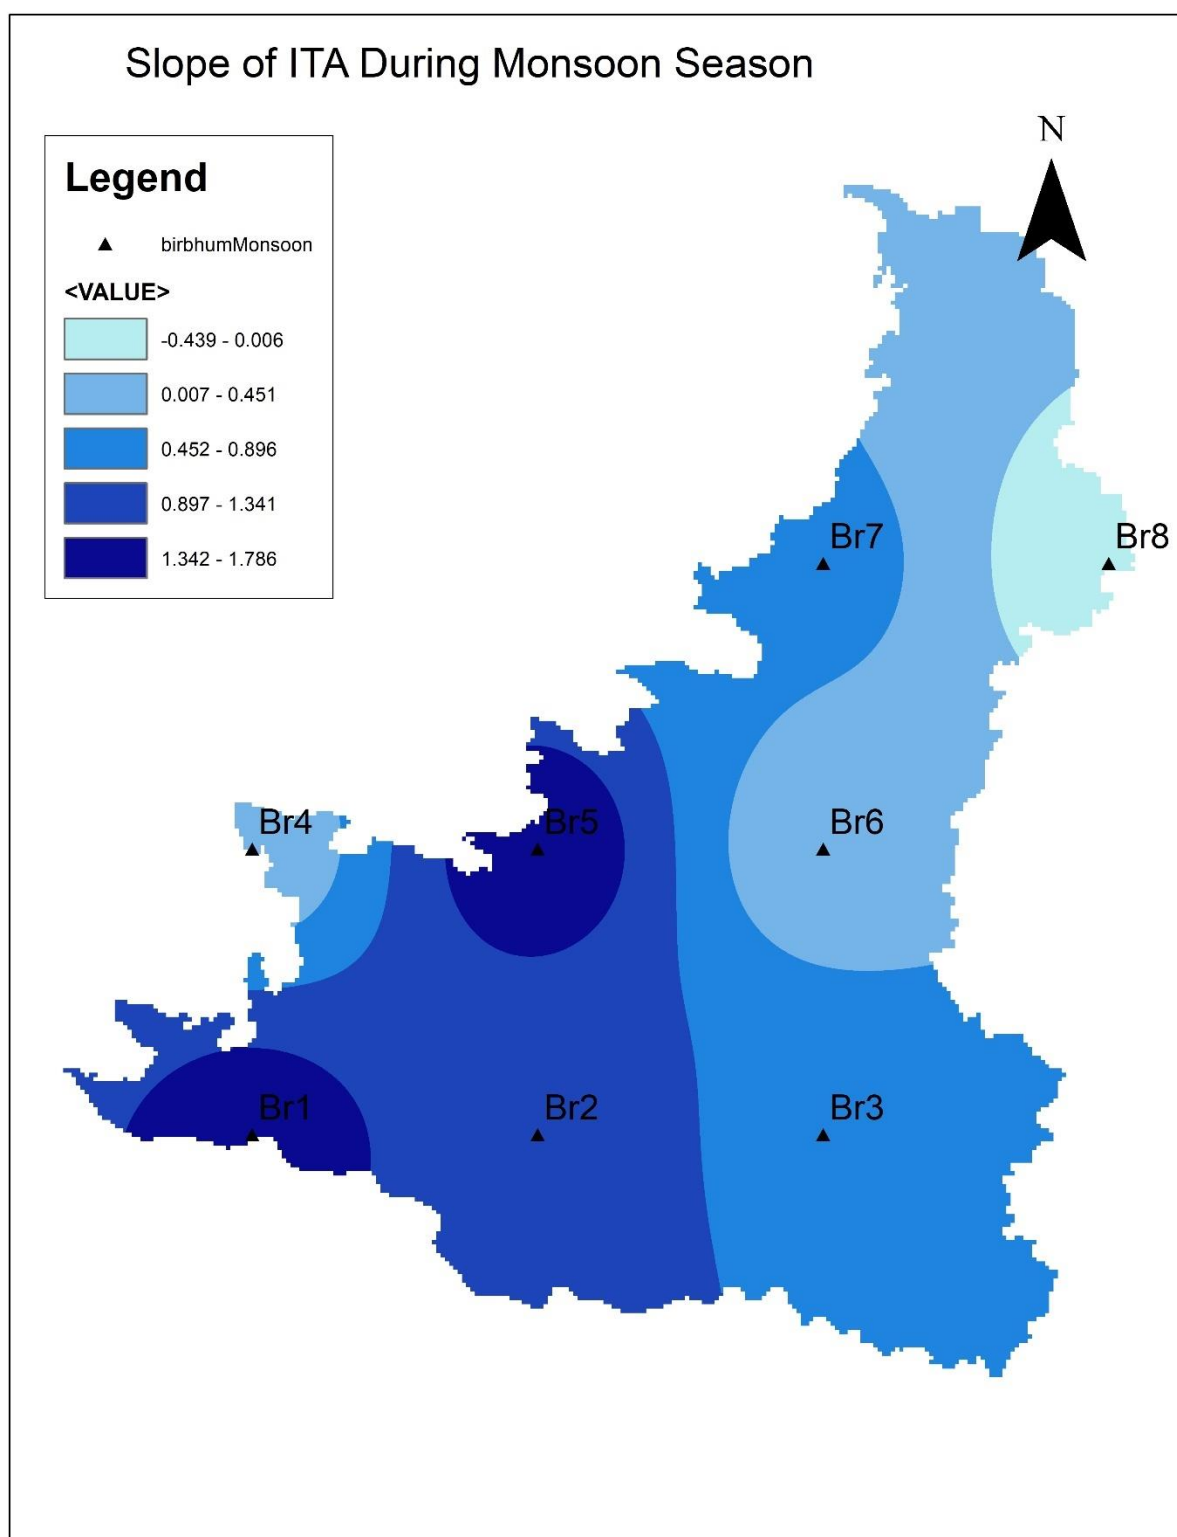 Slope of ITA During Monsoon Season
N
Legend
birbhumMonsoon
<VALUE>
-0.439 - 0.006
0.007 - 0.451
0.452 - 0.896
0.897 - 1.341
1.342 - 1.786
Br7
Br8
Br4
Br5
Br6
Br1
Br2
Br3